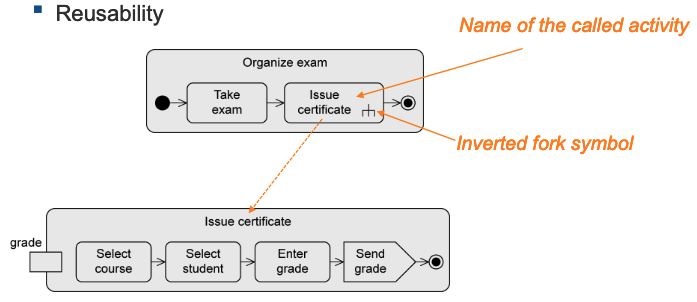 Reusability
Name of the called activity
Organize exam
Take
exam
Issue
certificate
Inverted fork symbol
Issue certificate
grade
Select
course
Select
student
Enter
grade
Send
grade